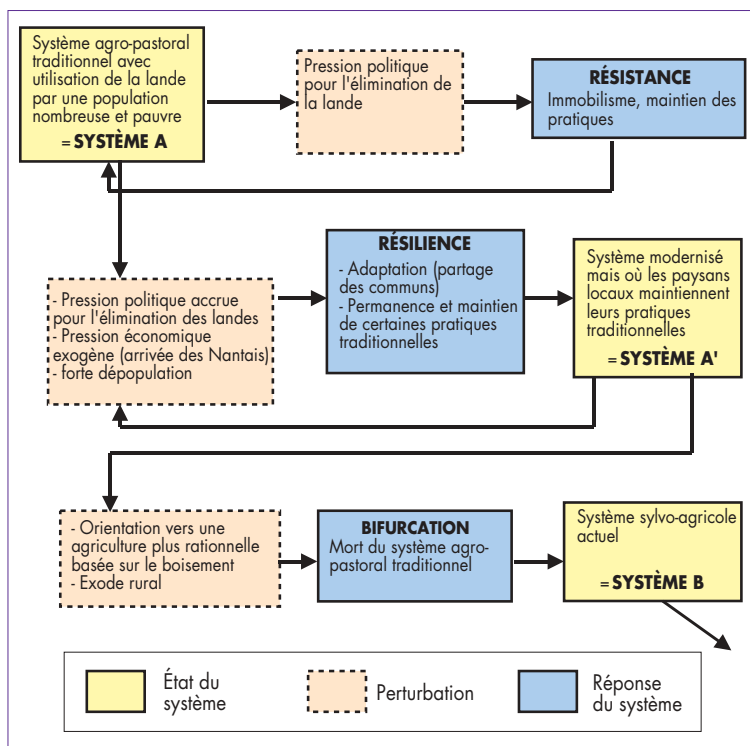 Système agro-pastoral
traditionnel avec
utilisation de la lande
par une population
nombreuse et pauvre
= SYSTÈME A
Pression politique
pour l'élimination de
la lande
RÉSISTANCE
Immobilisme, maintien des
pratiques
- Pression politique accrue
pour l'élimination des landes
- Pression économique
exogène (arrivée des Nantais)
- forte dépopulation
RÉSILIENCE
- Adaptation (partage
des communs)
- Permanence et maintien
de certaines pratiques
traditionnelles
Système modernisé
mais où les paysans
locaux maintiennent
leurs pratiques
traditionnelles
= SYSTÈME A'
- Orientation vers une
agriculture plus rationnelle
basée sur le boisement
- Exode rural
BIFURCATION
Mort du système agro-
pastoral traditionnel
Système sylvo-agricole
actuel
= SYSTÈME B
État du
système
Perturbation
Réponse
du système